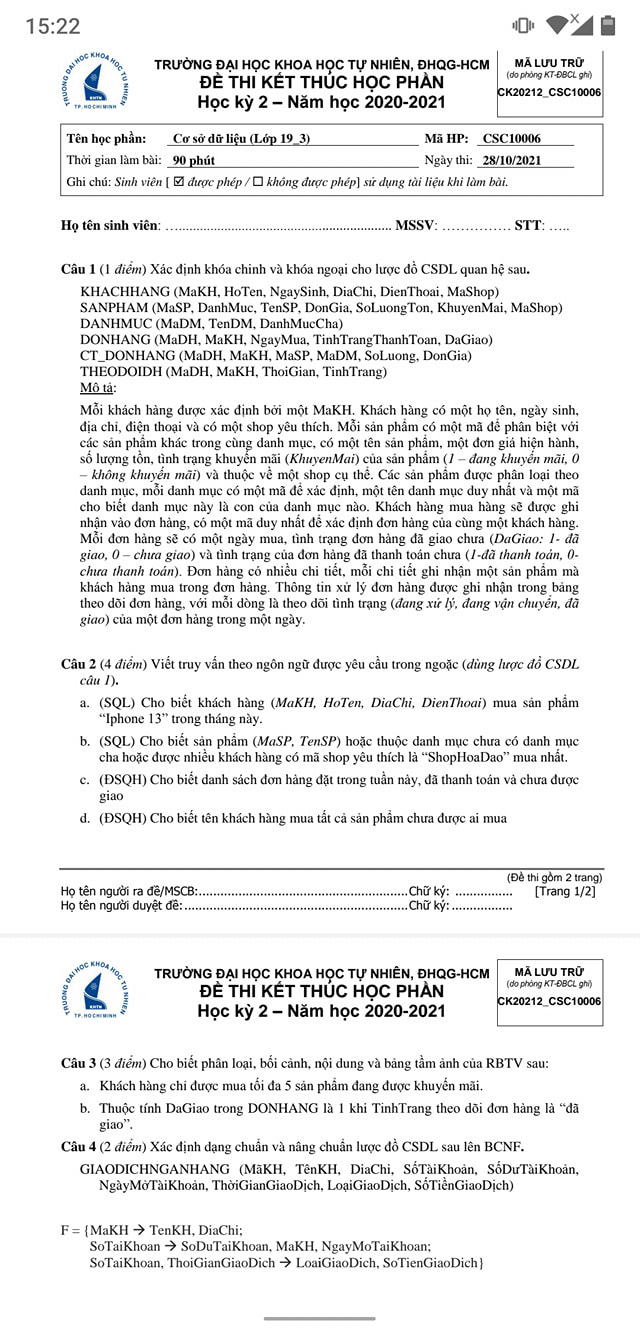 15:22
TRƯỜNG ĐẠI HỌC KHOA HỌC TỰ NHIÊN, ĐHQG-HCM
ĐỀ THI KẾT THÚC HỌC PHẦN
Học kỳ 2 – Năm học 2020-2021
MÃ LƯU TRỮ
(do phòng KT-ĐBCL ghi)
CK20212_CSC10006
TRƯỜNG ĐẠI HỌC KHOA HỌC TỰ NHIÊN
KHTN
TP. HO CHI MINH
Tên học phần: Cơ sở dữ liệu (Lớp 19_3) Mã HP: CSC10006
Thời gian làm bài: 90 phút Ngày thi: 28/10/2021
Ghi chú: Sinh viên [ ☑ được phép / ☐ không được phép] sử dụng tài liệu khi làm bài.
Họ tên sinh viên: ................................................................ MSSV: ................ STT: .....
Câu 1 (1 điểm) Xác định khóa chính và khóa ngoại cho lược đồ CSDL quan hệ sau.
KHACHHANG (MaKH, HoTen, NgaySinh, DiaChi, DienThoai, MaShop)
SANPHAM (MaSP, DanhMuc, TenSP, DonGia, SoLuongTon, KhuyenMai, MaShop)
DANHMUC (MaDM, TenDM, DanhMucCha)
DONHANG (MaDH, MaKH, NgayMua, TinhTrangThanhToan, DaGiao)
CT_DONHANG (MaDH, MaKH, MaSP, MaDM, SoLuong, DonGia)
THEODOIDH (MaDH, MaKH, ThoiGian, TinhTrang)
Mô tả:
Mỗi khách hàng được xác định bởi một MaKH. Khách hàng có một họ tên, ngày sinh,
địa chỉ, điện thoại và có một shop yêu thích. Mỗi sản phẩm có một mã để phân biệt với
các sản phẩm khác trong cùng danh mục, có một tên sản phẩm, một đơn giá hiện hành,
số lượng tồn, tình trạng khuyến mãi (KhuyenMai) của sản phẩm (1 – đang khuyến mãi, 0
– không khuyến mãi) và thuộc về một shop cụ thể. Các sản phẩm được phân loại theo
danh mục, mỗi danh mục có một mã để xác định, một tên danh mục duy nhất và một mã
cho biết danh mục này là con của danh mục nào. Khách hàng mua hàng sẽ được ghi
nhận vào đơn hàng, có một mã duy nhất để xác định đơn hàng của cùng một khách hàng.
Mỗi đơn hàng sẽ có một ngày mua, tình trạng đơn hàng đã giao chưa (DaGiao: 1- đã
giao, 0 – chưa giao) và tình trạng của đơn hàng đã thanh toán chưa (1-đã thanh toán, 0-
chưa thanh toán). Đơn hàng có nhiều chi tiết, mỗi chi tiết ghi nhận một sản phẩm mà
khách hàng mua trong đơn hàng. Thông tin xử lý đơn hàng được ghi nhận trong bảng
theo dõi đơn hàng, với mỗi dòng là theo dõi tình trạng (đang xử lý, đang vận chuyển, đã
giao) của một đơn hàng trong một ngày.
Câu 2 (4 điểm) Viết truy vấn theo ngôn ngữ được yêu cầu trong ngoặc (dùng lược đồ CSDL
câu 1).
a. (SQL) Cho biết khách hàng (MaKH, HoTen, DiaChi, DienThoai) mua sản phẩm
“Iphone 13” trong tháng này.
b. (SQL) Cho biết sản phẩm (MaSP, TenSP) hoặc thuộc danh mục chưa có danh mục
cha hoặc được nhiều khách hàng có mã shop yêu thích là “ShopHoaDao” mua nhất.
c. (ĐSQH) Cho biết danh sách đơn hàng đặt trong tuần này, đã thanh toán và chưa được
giao
d. (ĐSQH) Cho biết tên khách hàng mua tất cả sản phẩm chưa được ai mua
(Đề thi gồm 2 trang)
Họ tên người ra đề/MSCB:.......................................................Chữ ký: ............... [Trang 1/2]
Họ tên người duyệt đề:...........................................................Chữ ký:................
TRƯỜNG ĐẠI HỌC KHOA HỌC TỰ NHIÊN, ĐHQG-HCM
ĐỀ THI KẾT THÚC HỌC PHẦN
Học kỳ 2 – Năm học 2020-2021
MÃ LƯU TRỮ
(do phòng KT-ĐBCL ghi)
CK20212_CSC10006
TRƯỜNG ĐẠI HỌC KHOA HỌC TỰ NHIÊN
KHTN
TP. HO CHI MINH
Câu 3 (3 điểm) Cho biết phân loại, bối cảnh, nội dung và bảng tầm ảnh của RBTV sau:
a. Khách hàng chỉ được mua tối đa 5 sản phẩm đang được khuyến mãi.
b. Thuộc tính DaGiao trong DONHANG là 1 khi TinhTrang theo dõi đơn hàng là “đã
giao”.
Câu 4 (2 điểm) Xác định dạng chuẩn và nâng chuẩn lược đồ CSDL sau lên BCNF.
GIAODICHNGANHANG (MãKH, TênKH, DiaChi, SốTàiKhoản, SốDưTàiKhoản,
NgàyMởTàiKhoản, ThờiGianGiaoDịch, LoạiGiaoDịch, SốTiềnGiaoDịch)
F = {MaKH → TenKH, DiaChi;
SoTaiKhoan → SoDuTaiKhoan, MaKH, NgayMoTaiKhoan;
SoTaiKhoan, ThoiGianGiaoDich → LoaiGiaoDich, SoTienGiaoDich}